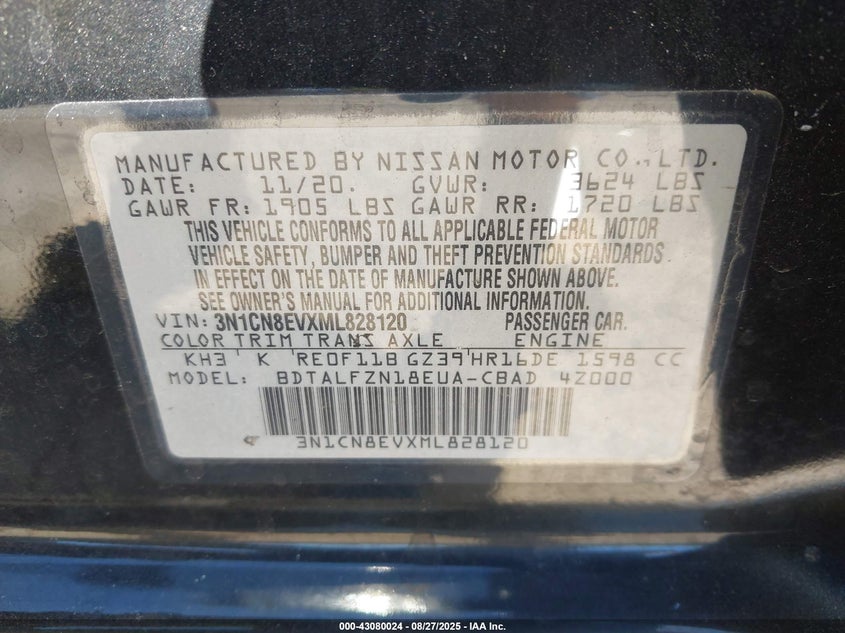 MANUFACTURED BY NISSAN MOTOR CO., LTD.
DATE: 11/20. GVWR: 3624 LBS
GAWR FR: 1905 LBS GAWR RR: 1720 LBS
THIS VEHICLE CONFORMS TO ALL APPLICABLE FEDERAL MOTOR
VEHICLE SAFETY, BUMPER AND THEFT PREVENTION STANDARDS
IN EFFECT ON THE DATE OF MANUFACTURE SHOWN ABOVE.
SEE OWNER'S MANUAL FOR ADDITIONAL INFORMATION.
VIN: 3N1CN8EVXML828120 PASSENGER CAR.
COLOR TRIM TRANS AXLE ENGINE
KH3 K RE0F11B GZ39 HR16DE 1598 CC
MODEL: BDTALFZN18EUA-CBAD 4Z000
3N1CN8EVXML828120
000-43080024 - 08/27/2025 - IAA Inc.